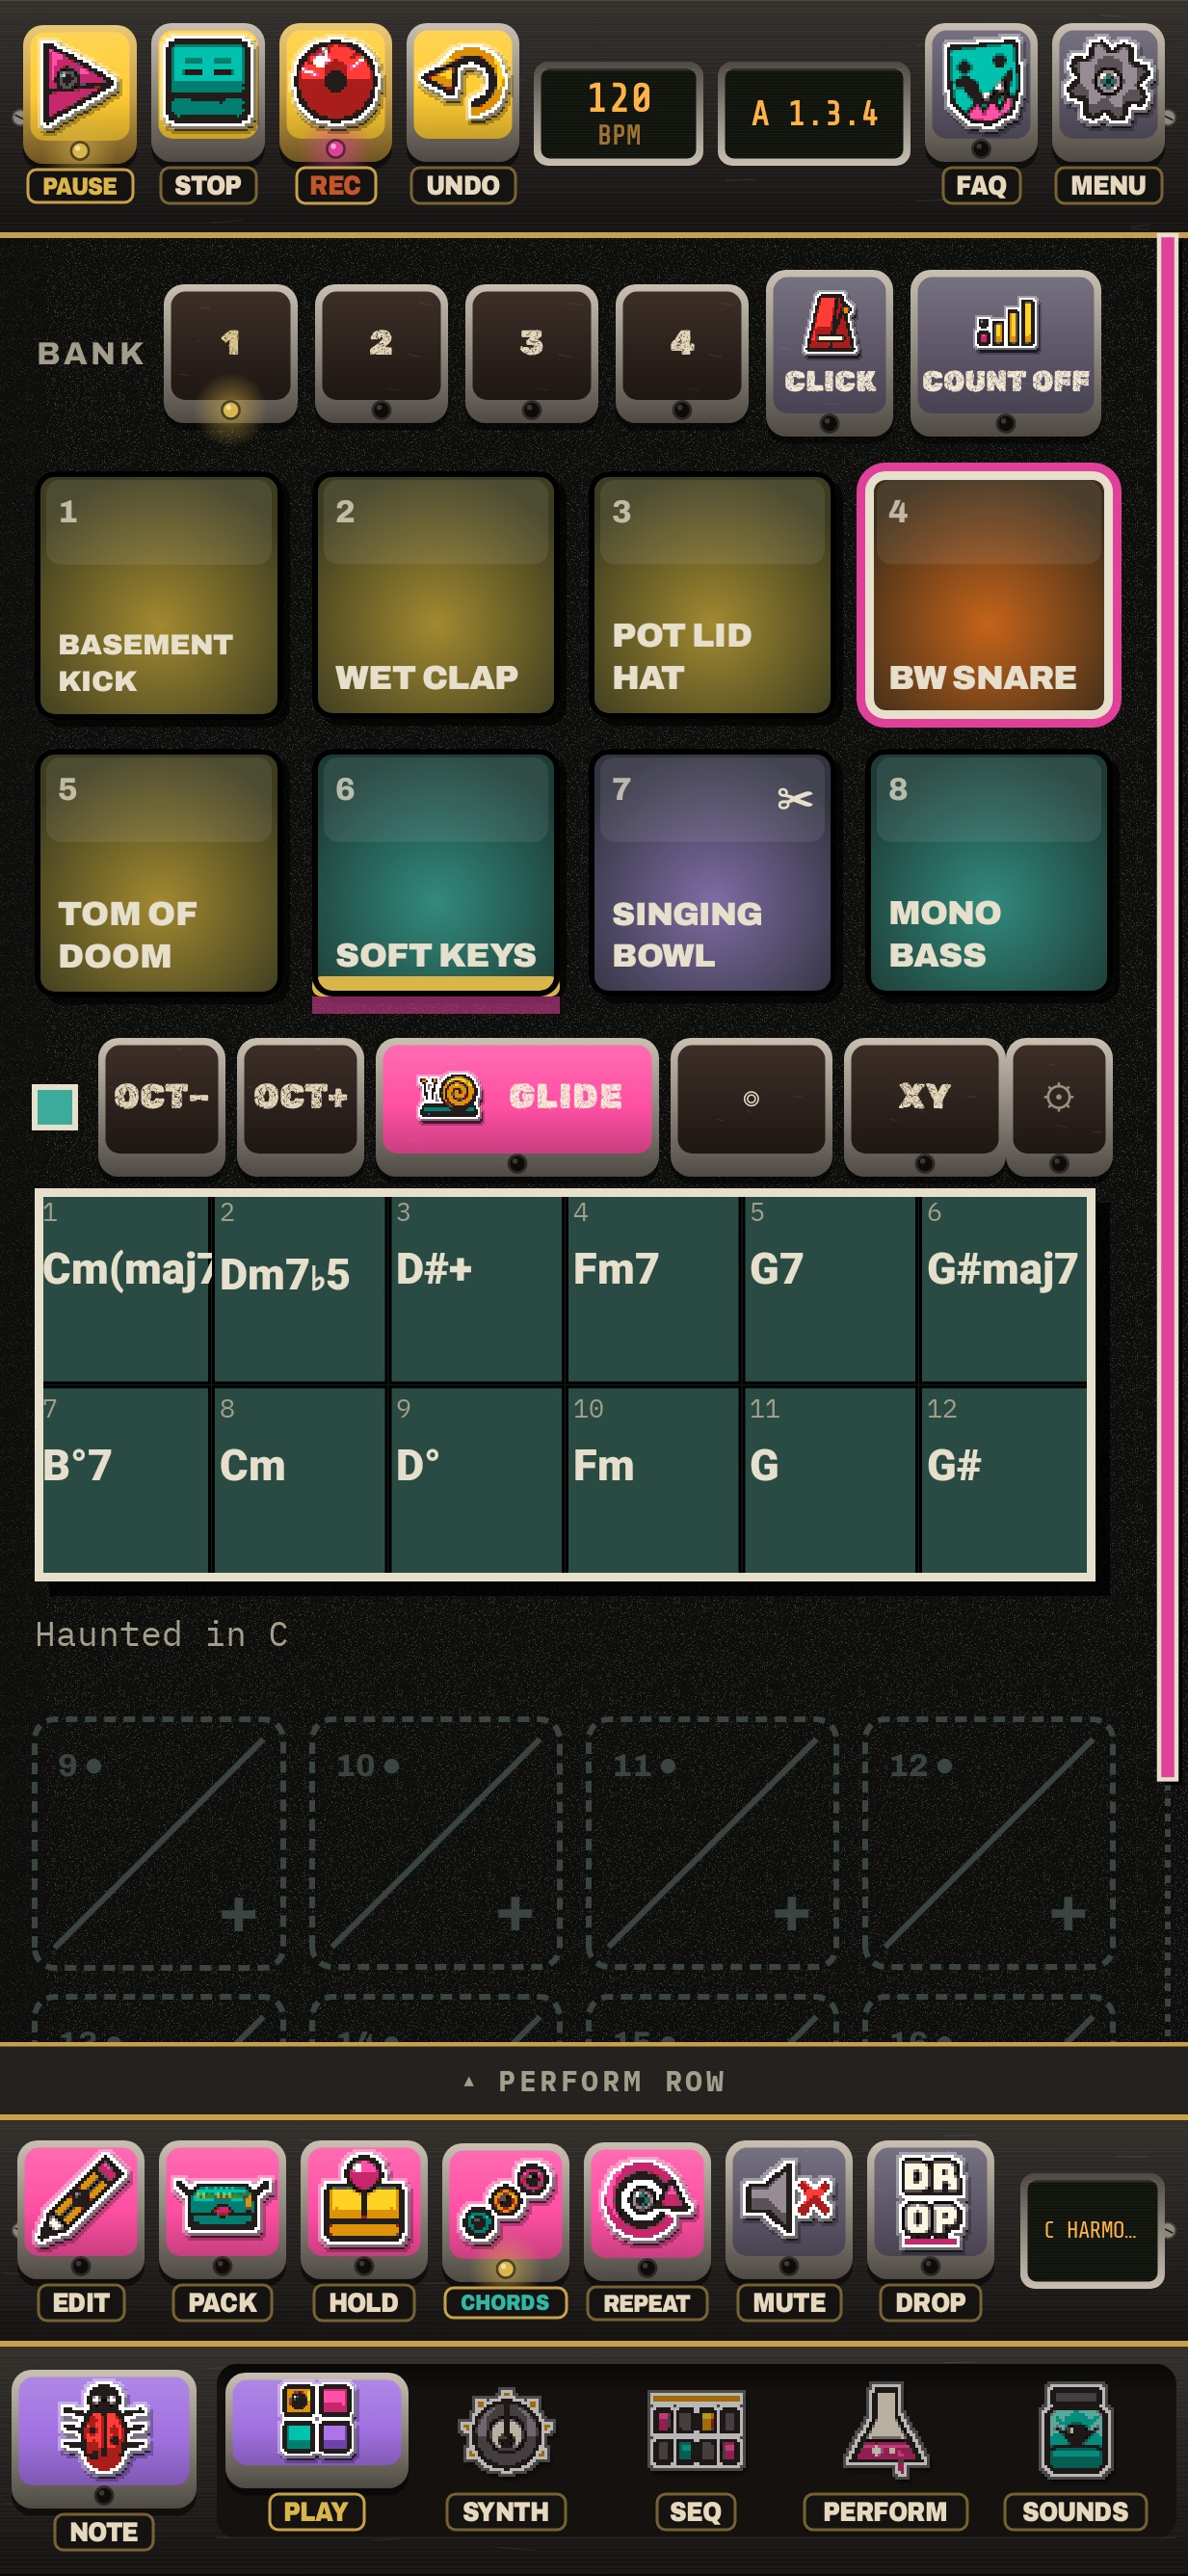 120
BPM
A 1.3.4
PAUSE
STOP
REC
UNDO
FAQ
MENU
BANK
1
2
3
4
CLICK
COUNT OFF
1
BASEMENT
KICK
2
WET CLAP
3
POT LID
HAT
4
BW SNARE
5
TOM OF
DOOM
6
SOFT KEYS
7
SINGING
BOWL
8
MONO
BASS
OCT-
OCT+
GLIDE
XY
1
Cm(maj7
2
Dm7♭5
3
D#+
4
Fm7
5
G7
6
G#maj7
7
B°7
8
Cm
9
D°
10
Fm
11
G
12
G#
Haunted in C
9
10
11
12
13
14
15
16
▲ PERFORM ROW
DR
OP
C HARMO…
EDIT
PACK
HOLD
CHORDS
REPEAT
MUTE
DROP
NOTE
PLAY
SYNTH
SEQ
PERFORM
SOUNDS